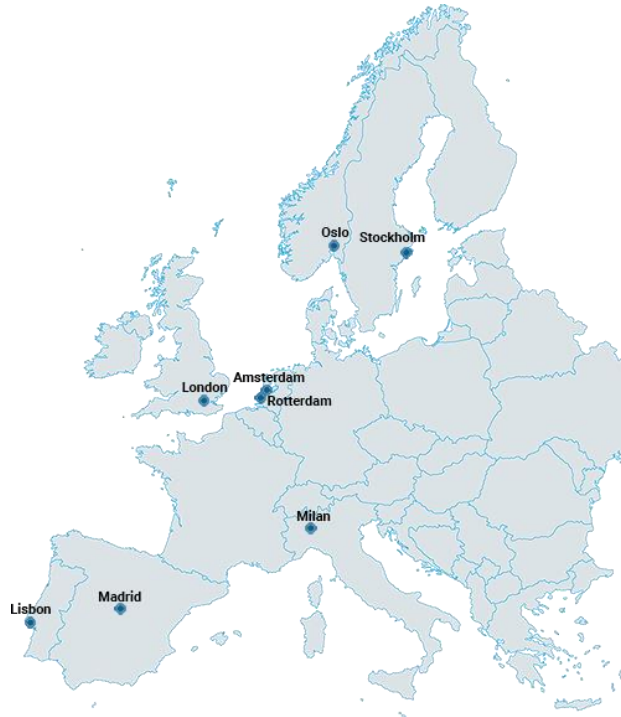 Oslo
Stockholm
Amsterdam
London
Rotterdam
Milan
Madrid
Lisbon